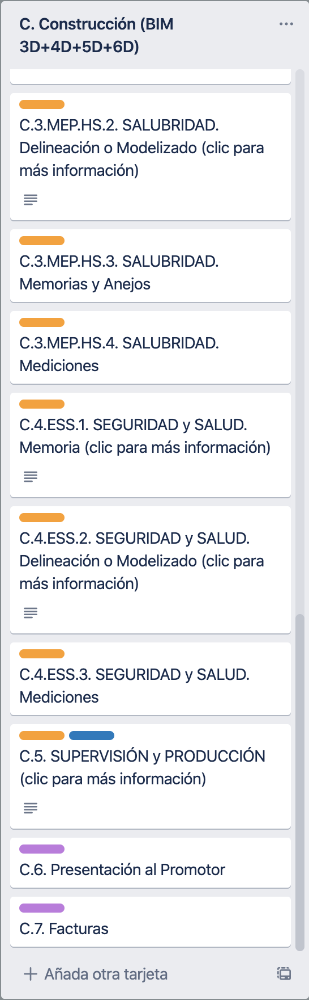 C. Construcción (BIM
3D+4D+5D+6D)
C.3.MEP.HS.2. SALUBRIDAD.
Delineación o Modelizado (clic para
más información)
C.3.MEP.HS.3. SALUBRIDAD.
Memorias y Anejos
C.3.MEP.HS.4. SALUBRIDAD.
Mediciones
C.4.ESS.1. SEGURIDAD y SALUD.
Memoria (clic para más información)
C.4.ESS.2. SEGURIDAD y SALUD.
Delineación o Modelizado (clic para
más información)
C.4.ESS.3. SEGURIDAD y SALUD.
Mediciones
C.5. SUPERVISIÓN y PRODUCCIÓN
(clic para más información)
C.6. Presentación al Promotor
C.7. Facturas
Añada otra tarjeta